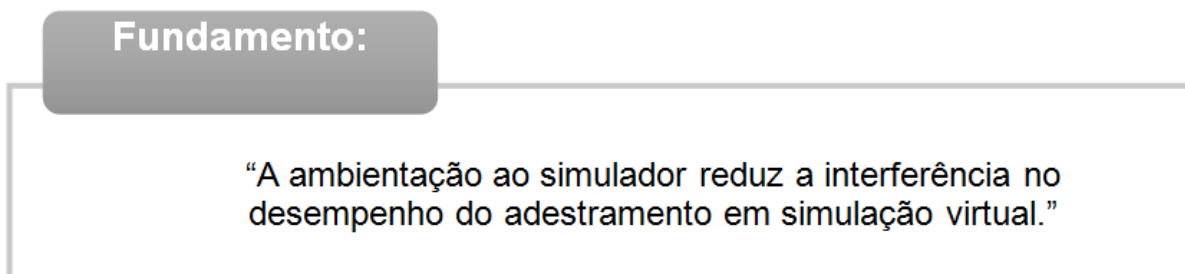 Fundamento:
“A ambientação ao simulador reduz a interferência no
desempenho do adestramento em simulação virtual.”